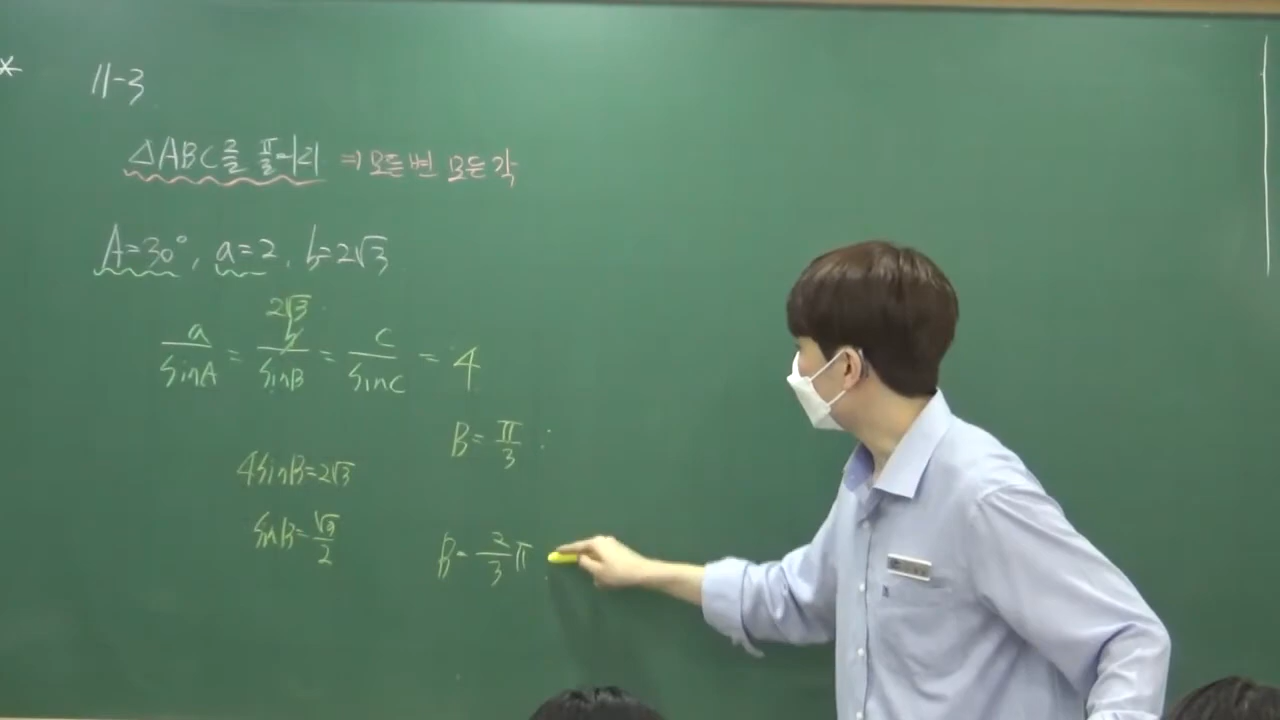 *
11-3
△ABC를 풀어라 ⇒ 모든 변 모든 각
A=30°, a=2, b=2√3
2√3
a/sinA = b/sinB = c/sinC = 4
B= π/3 :
4sinB=2√3
sinB= √3/2
B= 2/3 π